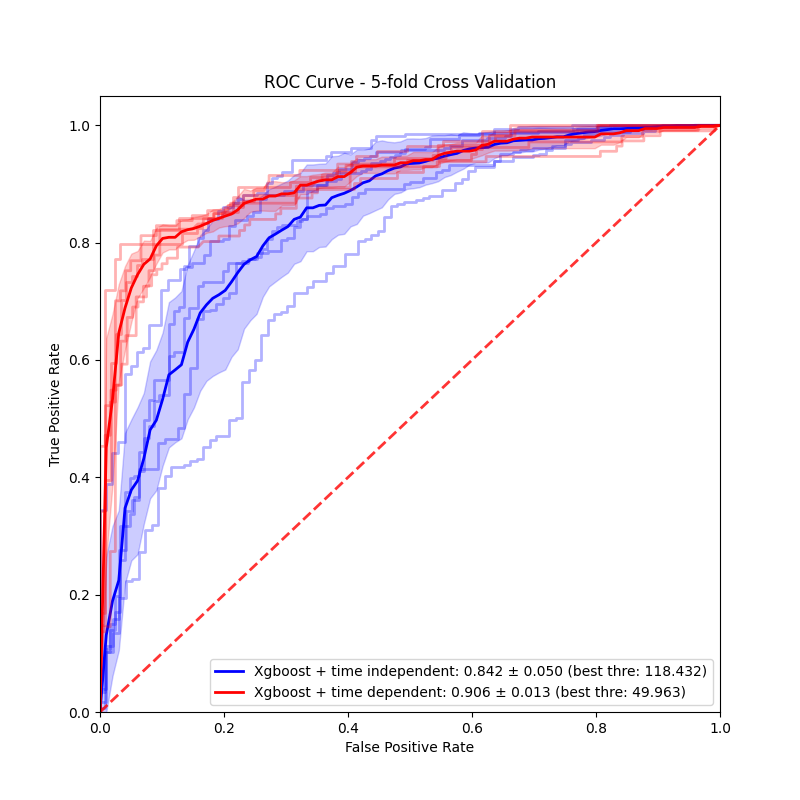 ROC Curve - 5-fold Cross Validation
True Positive Rate
1.0
0.8
0.6
0.4
0.2
0.0
Xgboost + time independent: 0.842 ± 0.050 (best thre: 118.432)
Xgboost + time dependent: 0.906 ± 0.013 (best thre: 49.963)
0.0 0.2 0.4 0.6 0.8 1.0
False Positive Rate